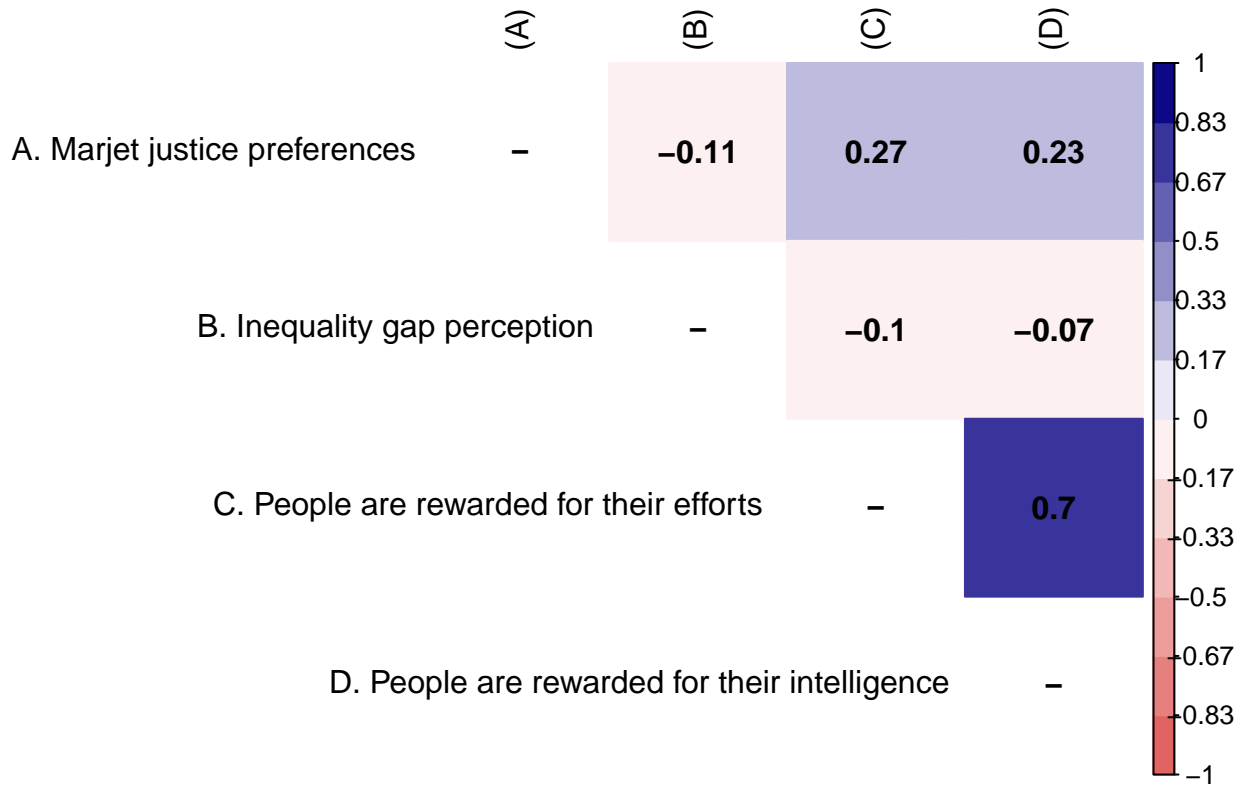 (A) (B) (C) (D)
A. Marjet justice preferences – –0.11 0.27 0.23
B. Inequality gap perception – –0.1 –0.07
C. People are rewarded for their efforts – 0.7
D. People are rewarded for their intelligence –
1
0.83
0.67
0.5
0.33
0.17
0
–0.17
–0.33
–0.5
–0.67
–0.83
–1